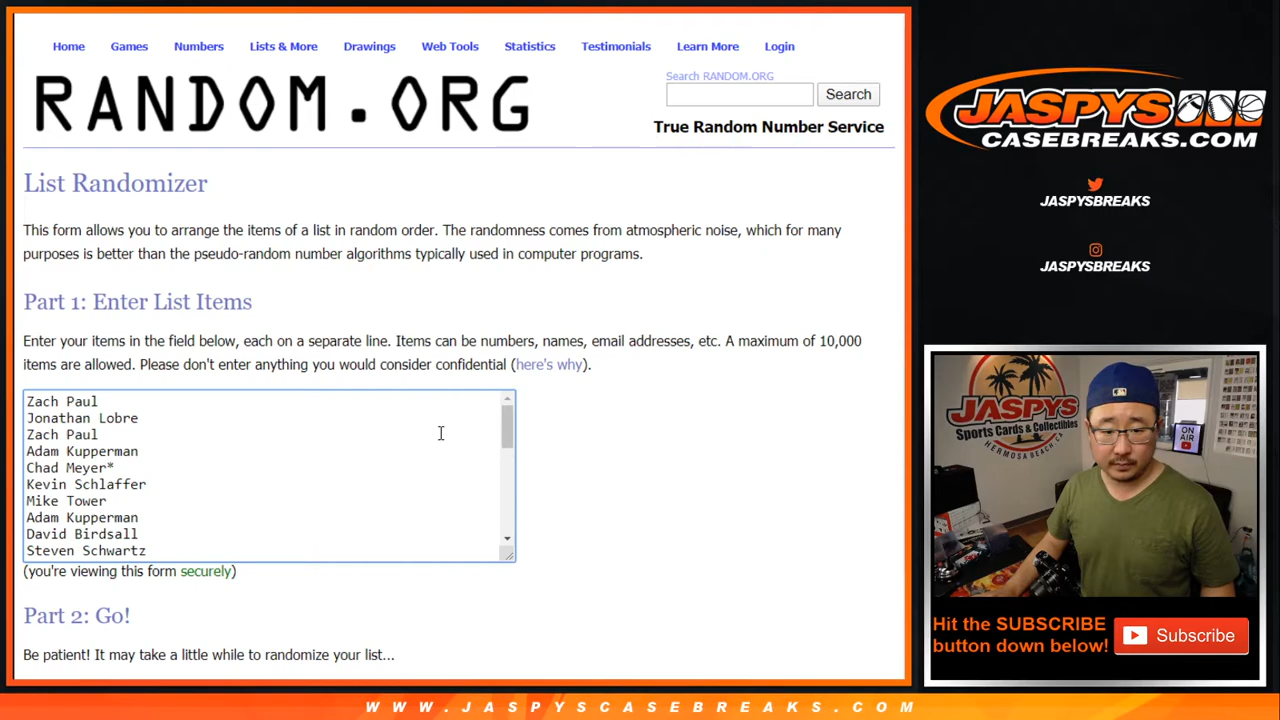 Home Games Numbers Lists & More Drawings Web Tools Statistics Testimonials Learn More Login
RANDOM.ORG
Search RANDOM.ORG
Search
True Random Number Service
List Randomizer
This form allows you to arrange the items of a list in random order. The randomness comes from atmospheric noise, which for many
purposes is better than the pseudo-random number algorithms typically used in computer programs.
Part 1: Enter List Items
Enter your items in the field below, each on a separate line. Items can be numbers, names, email addresses, etc. A maximum of 10,000
items are allowed. Please don't enter anything you would consider confidential (here's why).
Zach Paul
Jonathan Lobre
Zach Paul
Adam Kupperman
Chad Meyer*
Kevin Schlaffer
Mike Tower
Adam Kupperman
David Birdsall
Steven Schwartz
(you're viewing this form securely)
Part 2: Go!
Be patient! It may take a little while to randomize your list...
JASPYS
CASEBREAKS.COM
JASPYSBREAKS
JASPYSBREAKS
JASPYS
Sports Cards & Collectibles
HERMOSA BEACH, CA
ON
AIR
Hit the SUBSCRIBE
button down below!
Subscribe
WWW.JASPYSCASEBREAKS.COM